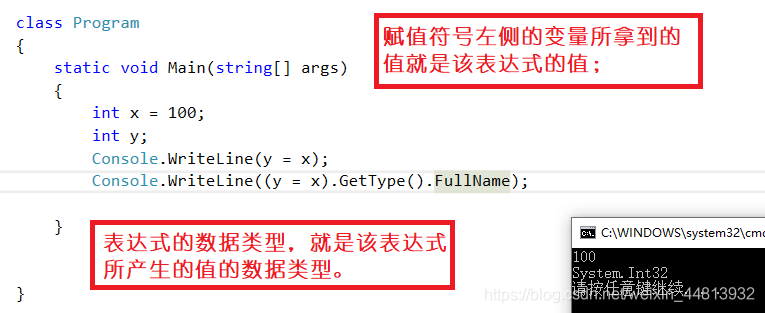 class Program
{
static void Main(string[] args)
{
int x = 100;
int y;
Console.WriteLine(y = x);
Console.WriteLine((y = x).GetType().FullName);
}
}
赋值符号左侧的变量所拿到的
值就是该表达式的值；
表达式的数据类型，就是该表达式
所产生的值的数据类型。
C:\WINDOWS\system32\cmd
100
System.Int32
请按任意键继续. . .
https://blog.csdn.net/weixin_44813932